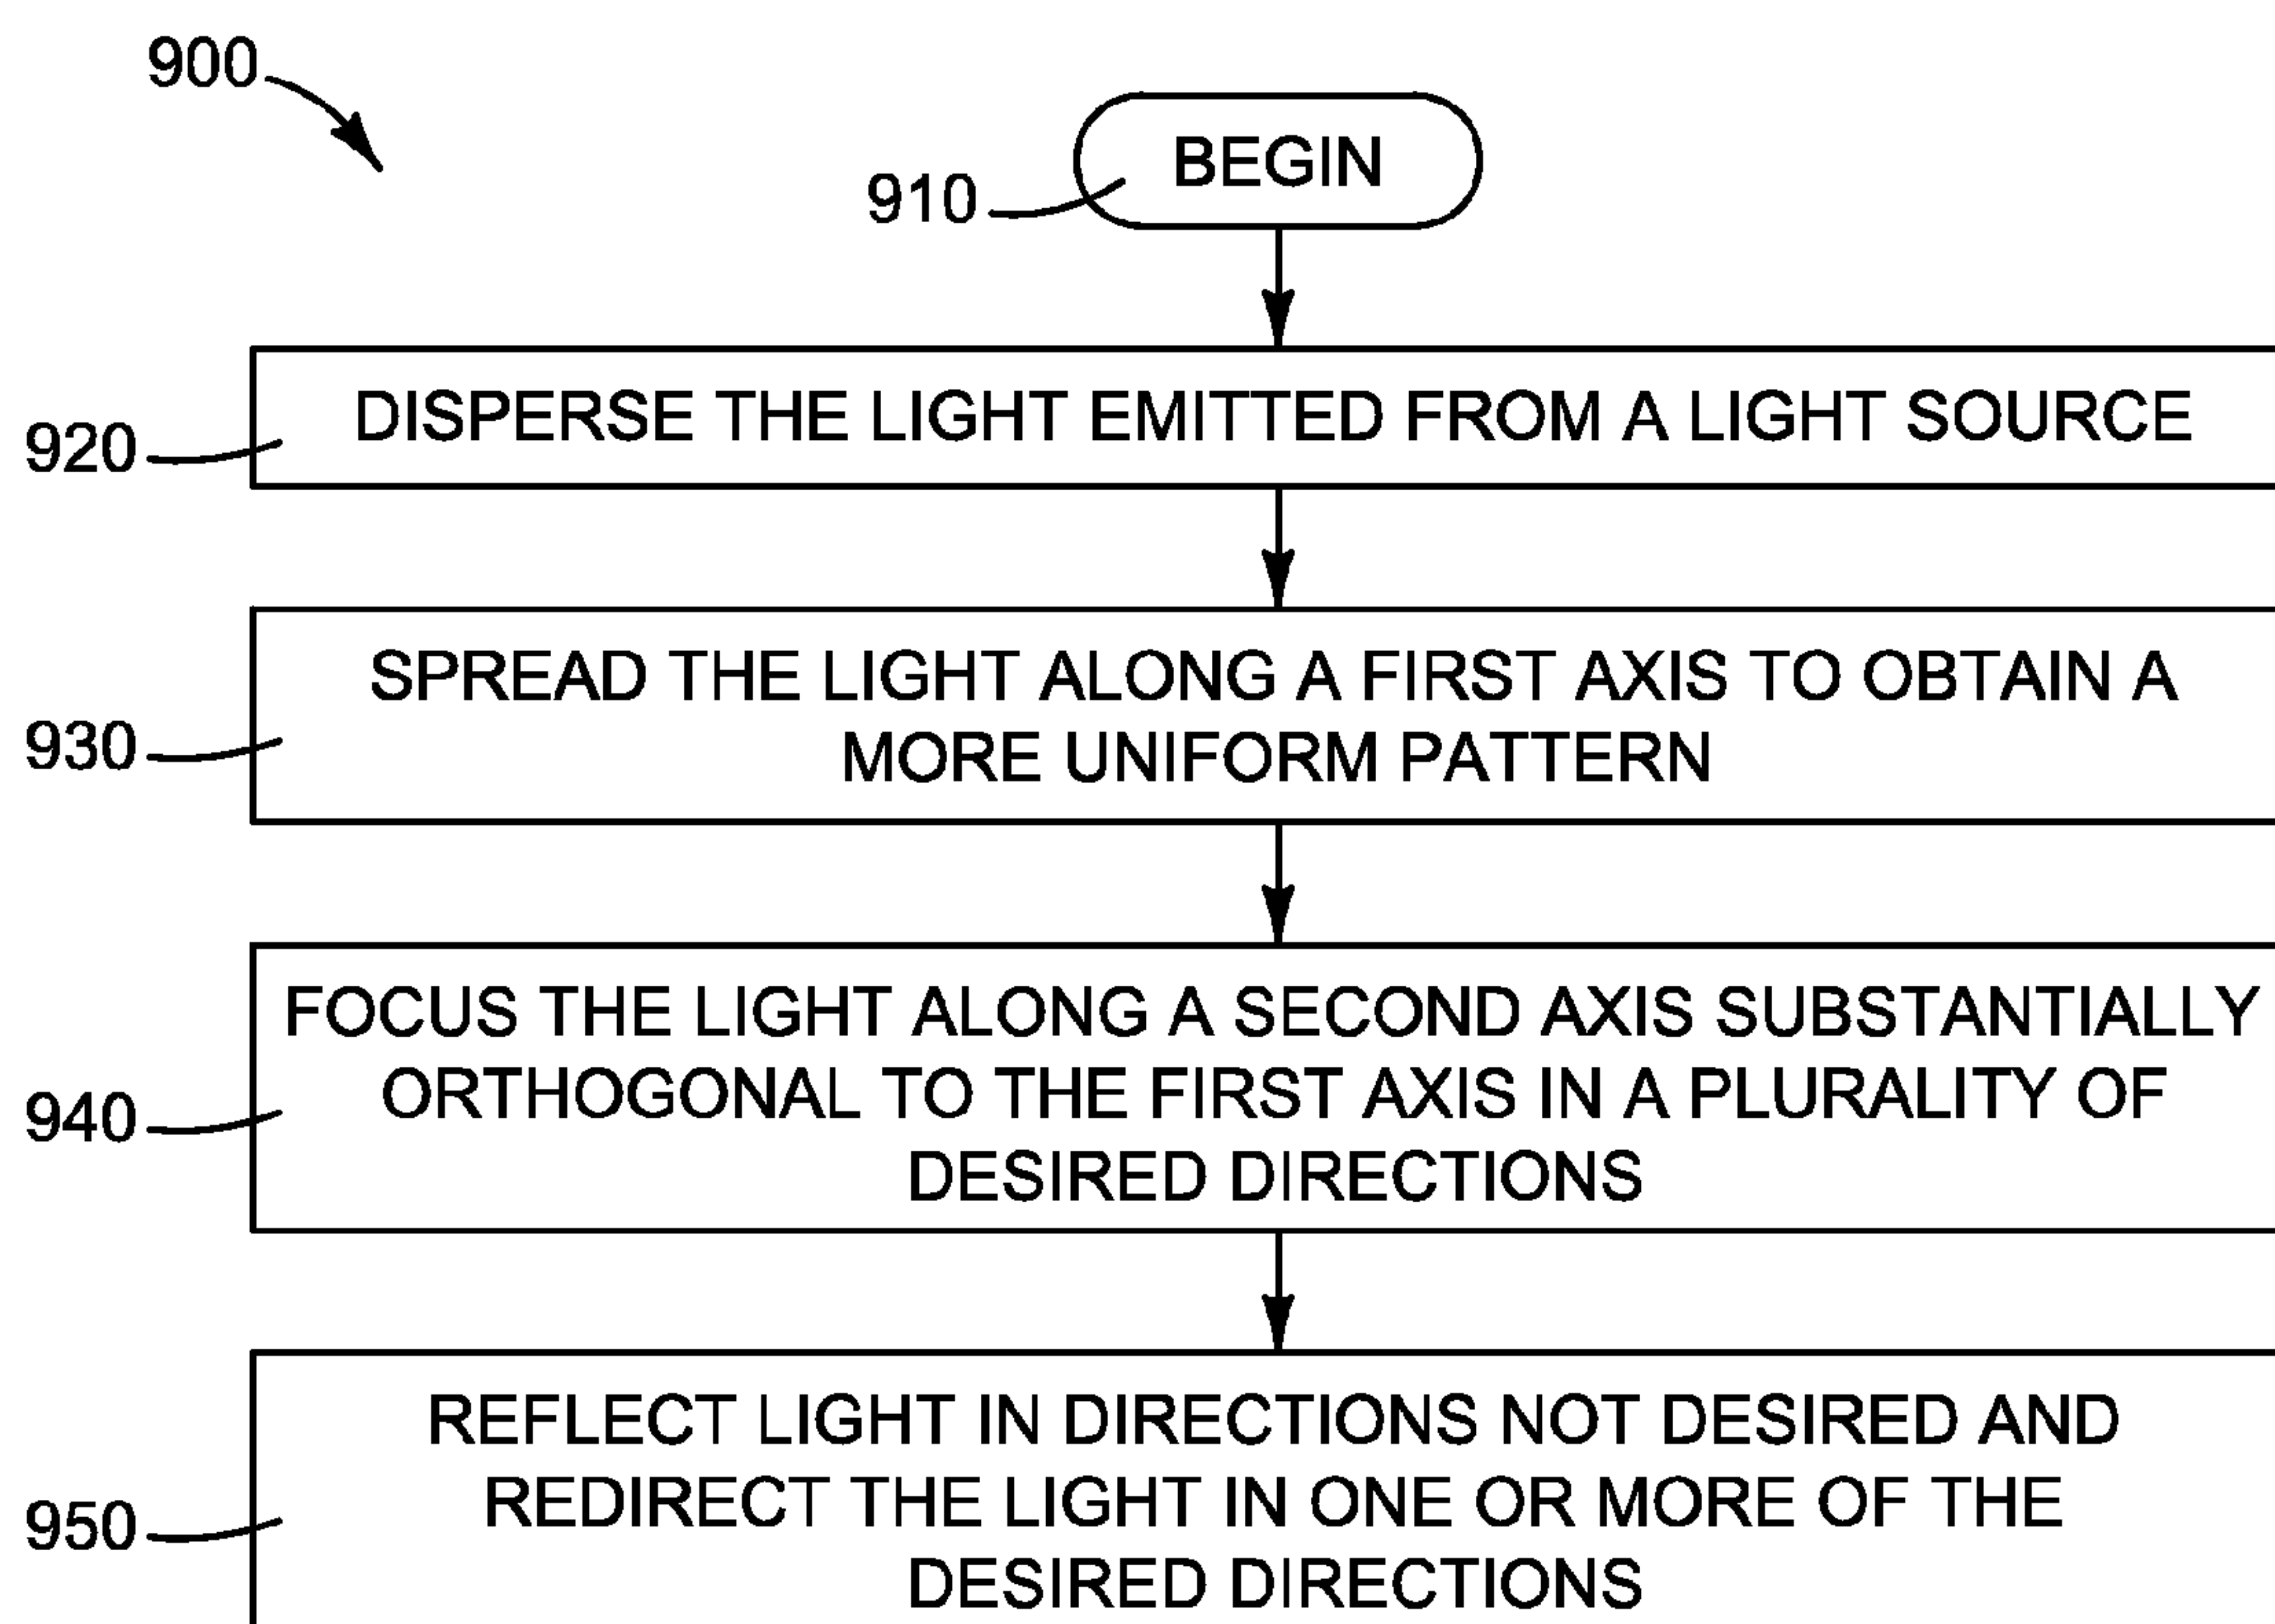 900
BEGIN
910
DISPERSE THE LIGHT EMITTED FROM A LIGHT SOURCE
920
SPREAD THE LIGHT ALONG A FIRST AXIS TO OBTAIN A
MORE UNIFORM PATTERN
930
FOCUS THE LIGHT ALONG A SECOND AXIS SUBSTANTIALLY
ORTHOGONAL TO THE FIRST AXIS IN A PLURALITY OF
DESIRED DIRECTIONS
940
REFLECT LIGHT IN DIRECTIONS NOT DESIRED AND
REDIRECT THE LIGHT IN ONE OR MORE OF THE
DESIRED DIRECTIONS
950